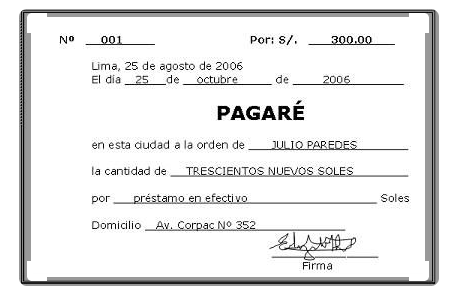 Nº 001 Por: S/. 300.00
Lima, 25 de agosto de 2006
El día 25 de octubre de 2006
PAGARÉ
en esta ciudad a la orden de JULIO PAREDES
la cantidad de TRESCIENTOS NUEVOS SOLES
por préstamo en efectivo Soles
Domicilio Av. Corpac Nº 352
Firma